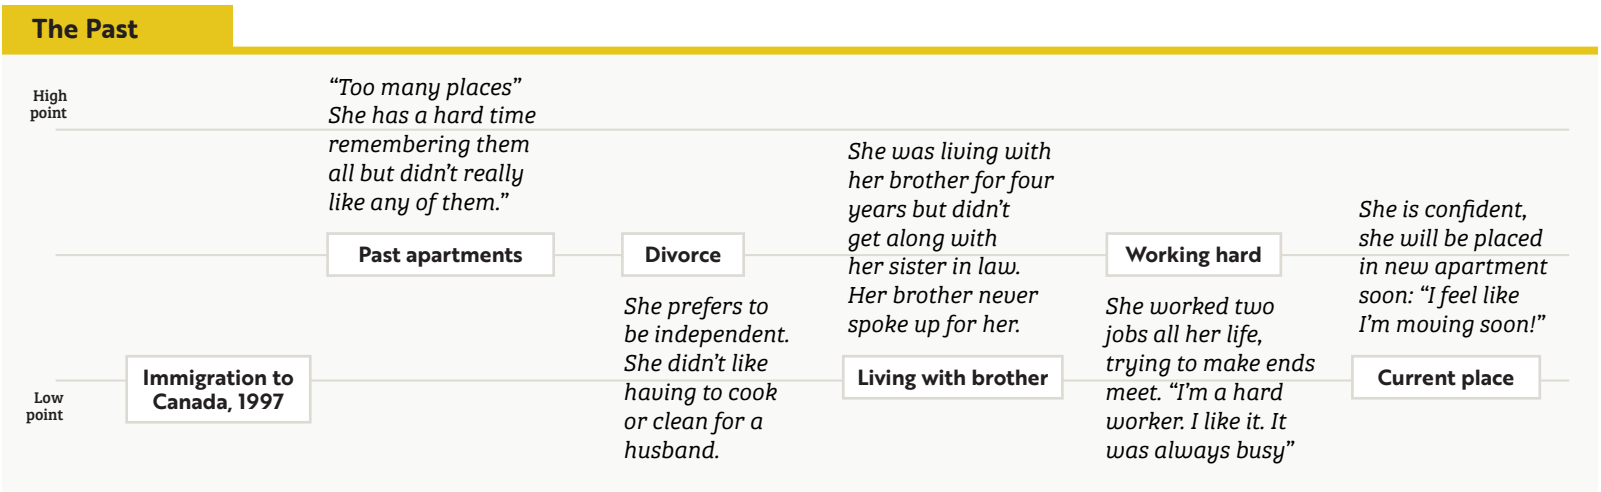 The Past
High
point
“Too many places”
She has a hard time
remembering them
all but didn’t really
like any of them.”
Past apartments
Divorce
She prefers to
be independent.
She didn’t like
having to cook
or clean for a
husband.
She was living with
her brother for four
years but didn’t
get along with
her sister in law.
Her brother never
spoke up for her.
Living with brother
Working hard
She worked two
jobs all her life,
trying to make ends
meet. “I’m a hard
worker. I like it. It
was always busy”
She is confident,
she will be placed
in new apartment
soon: “I feel like
I’m moving soon!”
Current place
Low
point
Immigration to
Canada, 1997